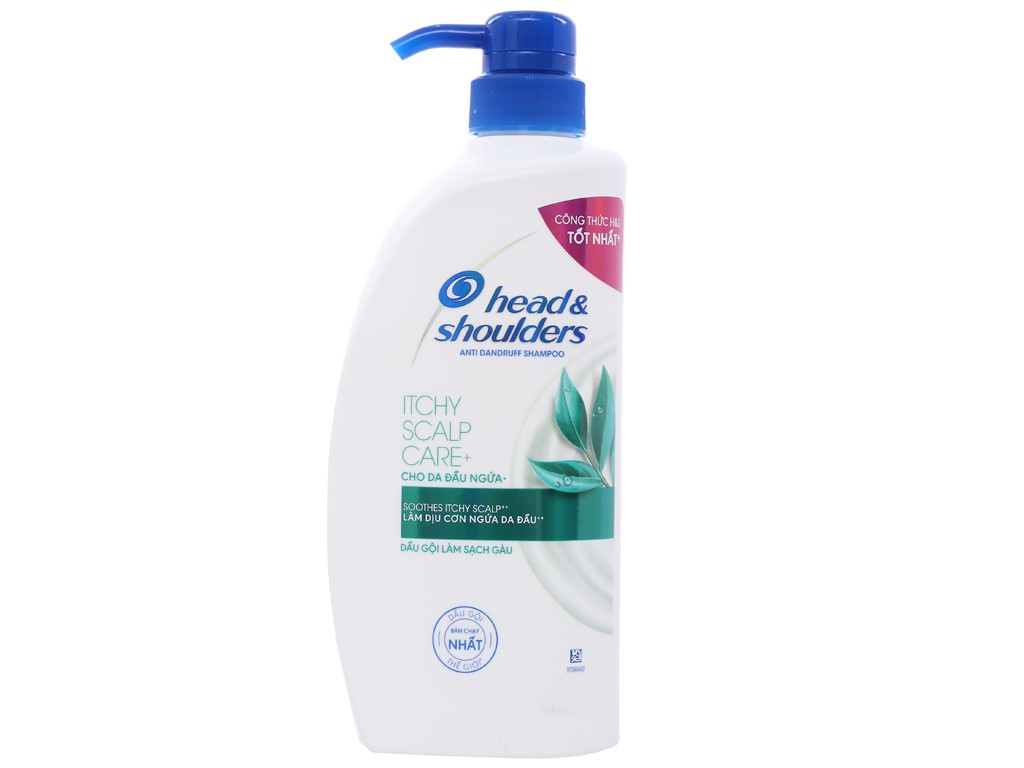 CÔNG THỨC H&S
TỐT NHẤT
head &
shoulders
ANTI DANDRUFF SHAMPOO
ITCHY
SCALP
CARE+
CHO DA ĐẦU NGỨA+
SOOTHES ITCHY SCALP++
LÀM DỊU CƠN NGỨA DA ĐẦU++
DẦU GỘI LÀM SẠCH GÀU
DẦU GỘI
BÁN CHẠY
NHẤT
THẾ GIỚI*